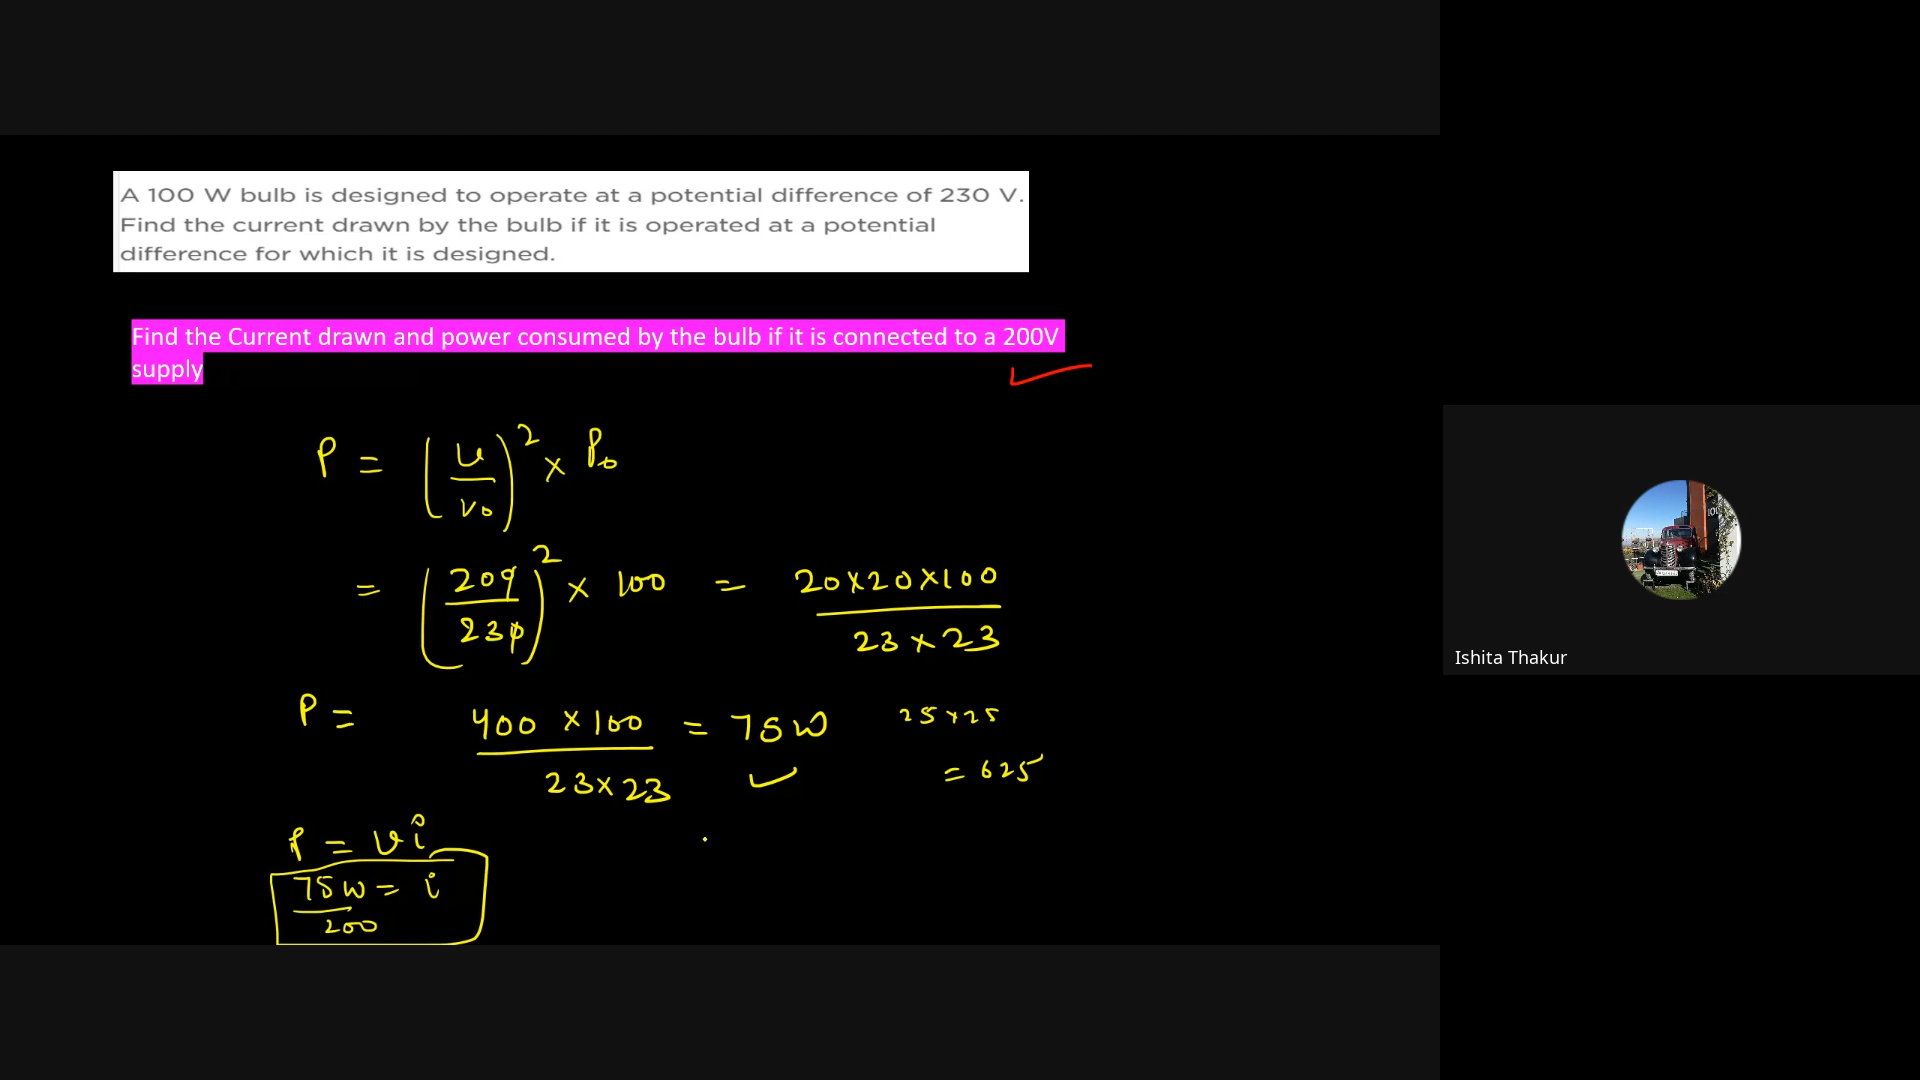 A 100 W bulb is designed to operate at a potential difference of 230 V.
Find the current drawn by the bulb if it is operated at a potential
difference for which it is designed.
Find the Current drawn and power consumed by the bulb if it is connected to a 200V
supply
P = (v/v₀)² × P₀
= (200/230)² × 100 = 20×20×100/23×23
P = 400 × 100/23×23 = 75W
25×25
= 625
P = vi
75W/200 = i
Ishita Thakur